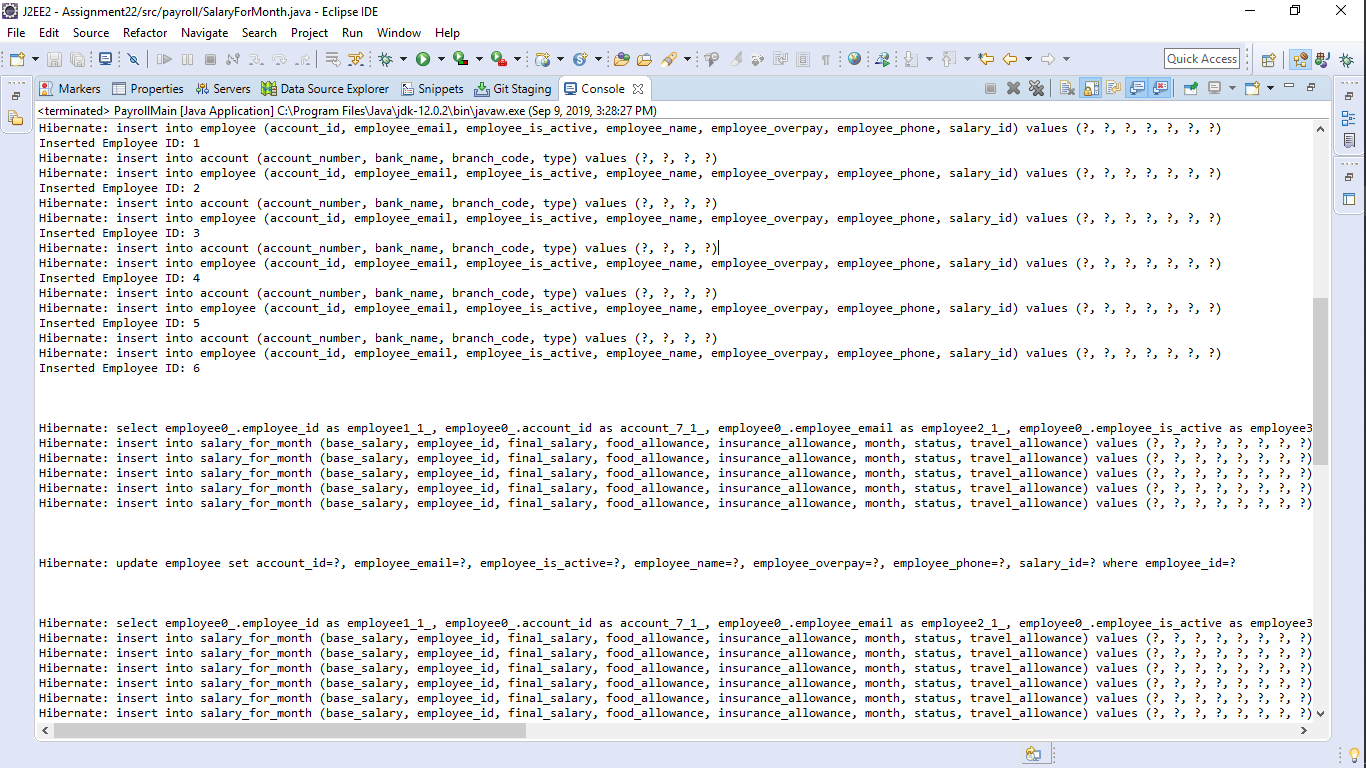 J2EE2 - Assignment22/src/payroll/SalaryForMonth.java - Eclipse IDE
File Edit Source Refactor Navigate Search Project Run Window Help
Quick Access
Markers Properties Servers Data Source Explorer Snippets Git Staging Console
<terminated> PayrollMain [Java Application] C:\Program Files\Java\jdk-12.0.2\bin\javaw.exe (Sep 9, 2019, 3:28:27 PM)
Hibernate: insert into employee (account_id, employee_email, employee_is_active, employee_name, employee_overpay, employee_phone, salary_id) values (?, ?, ?, ?, ?, ?, ?)
Inserted Employee ID: 1
Hibernate: insert into account (account_number, bank_name, branch_code, type) values (?, ?, ?, ?)
Hibernate: insert into employee (account_id, employee_email, employee_is_active, employee_name, employee_overpay, employee_phone, salary_id) values (?, ?, ?, ?, ?, ?, ?)
Inserted Employee ID: 2
Hibernate: insert into account (account_number, bank_name, branch_code, type) values (?, ?, ?, ?)
Hibernate: insert into employee (account_id, employee_email, employee_is_active, employee_name, employee_overpay, employee_phone, salary_id) values (?, ?, ?, ?, ?, ?, ?)
Inserted Employee ID: 3
Hibernate: insert into account (account_number, bank_name, branch_code, type) values (?, ?, ?, ?)
Hibernate: insert into employee (account_id, employee_email, employee_is_active, employee_name, employee_overpay, employee_phone, salary_id) values (?, ?, ?, ?, ?, ?, ?)
Inserted Employee ID: 4
Hibernate: insert into account (account_number, bank_name, branch_code, type) values (?, ?, ?, ?)
Hibernate: insert into employee (account_id, employee_email, employee_is_active, employee_name, employee_overpay, employee_phone, salary_id) values (?, ?, ?, ?, ?, ?, ?)
Inserted Employee ID: 5
Hibernate: insert into account (account_number, bank_name, branch_code, type) values (?, ?, ?, ?)
Hibernate: insert into employee (account_id, employee_email, employee_is_active, employee_name, employee_overpay, employee_phone, salary_id) values (?, ?, ?, ?, ?, ?, ?)
Inserted Employee ID: 6
Hibernate: select employee0_.employee_id as employee1_1_, employee0_.account_id as account_7_1_, employee0_.employee_email as employee2_1_, employee0_.employee_is_active as employee3
Hibernate: insert into salary_for_month (base_salary, employee_id, final_salary, food_allowance, insurance_allowance, month, status, travel_allowance) values (?, ?, ?, ?, ?, ?, ?, ?)
Hibernate: insert into salary_for_month (base_salary, employee_id, final_salary, food_allowance, insurance_allowance, month, status, travel_allowance) values (?, ?, ?, ?, ?, ?, ?, ?)
Hibernate: insert into salary_for_month (base_salary, employee_id, final_salary, food_allowance, insurance_allowance, month, status, travel_allowance) values (?, ?, ?, ?, ?, ?, ?, ?)
Hibernate: insert into salary_for_month (base_salary, employee_id, final_salary, food_allowance, insurance_allowance, month, status, travel_allowance) values (?, ?, ?, ?, ?, ?, ?, ?)
Hibernate: insert into salary_for_month (base_salary, employee_id, final_salary, food_allowance, insurance_allowance, month, status, travel_allowance) values (?, ?, ?, ?, ?, ?, ?, ?)
Hibernate: update employee set account_id=?, employee_email=?, employee_is_active=?, employee_name=?, employee_overpay=?, employee_phone=?, salary_id=? where employee_id=?
Hibernate: select employee0_.employee_id as employee1_1_, employee0_.account_id as account_7_1_, employee0_.employee_email as employee2_1_, employee0_.employee_is_active as employee3
Hibernate: insert into salary_for_month (base_salary, employee_id, final_salary, food_allowance, insurance_allowance, month, status, travel_allowance) values (?, ?, ?, ?, ?, ?, ?, ?)
Hibernate: insert into salary_for_month (base_salary, employee_id, final_salary, food_allowance, insurance_allowance, month, status, travel_allowance) values (?, ?, ?, ?, ?, ?, ?, ?)
Hibernate: insert into salary_for_month (base_salary, employee_id, final_salary, food_allowance, insurance_allowance, month, status, travel_allowance) values (?, ?, ?, ?, ?, ?, ?, ?)
Hibernate: insert into salary_for_month (base_salary, employee_id, final_salary, food_allowance, insurance_allowance, month, status, travel_allowance) values (?, ?, ?, ?, ?, ?, ?, ?)
Hibernate: insert into salary_for_month (base_salary, employee_id, final_salary, food_allowance, insurance_allowance, month, status, travel_allowance) values (?, ?, ?, ?, ?, ?, ?, ?)
Hibernate: insert into salary_for_month (base_salary, employee_id, final_salary, food_allowance, insurance_allowance, month, status, travel_allowance) values (?, ?, ?, ?, ?, ?, ?, ?)